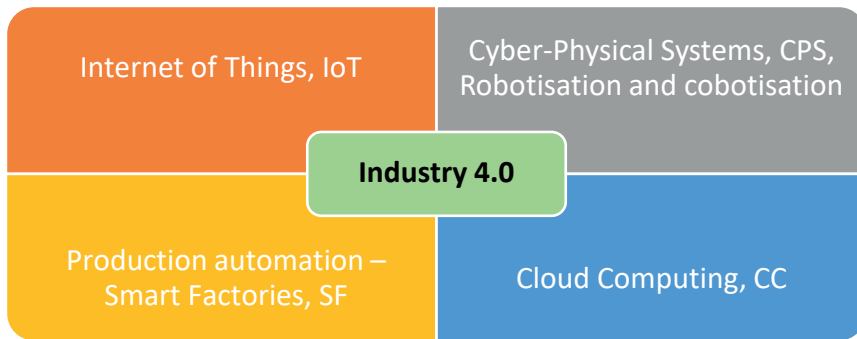 Internet of Things, IoT
Cyber-Physical Systems, CPS,
Robotisation and cobotisation
Industry 4.0
Production automation –
Smart Factories, SF
Cloud Computing, CC